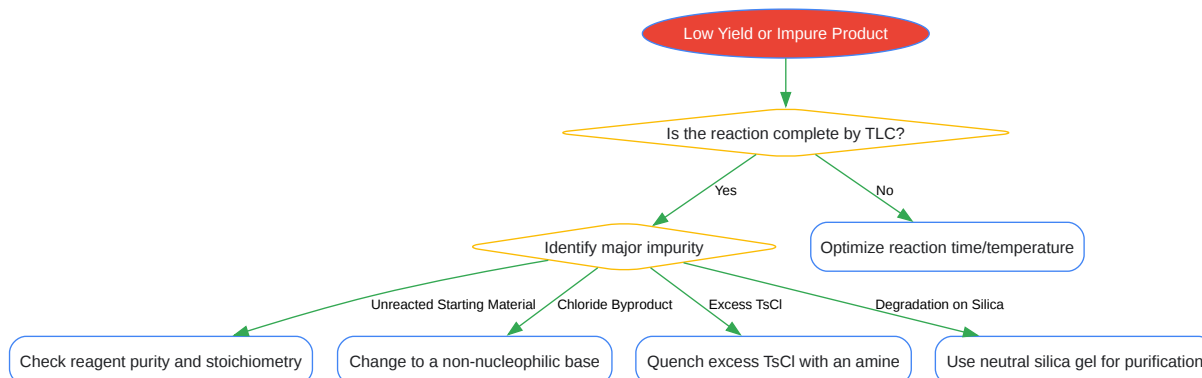 Low Yield or Impure Product
Is the reaction complete by TLC?
Yes
No
Identify major impurity
Optimize reaction time/temperature
Unreacted Starting Material
Chloride Byproduct
Excess TsCl
Degradation on Silica
Check reagent purity and stoichiometry
Change to a non-nucleophilic base
Quench excess TsCl with an amine
Use neutral silica gel for purification